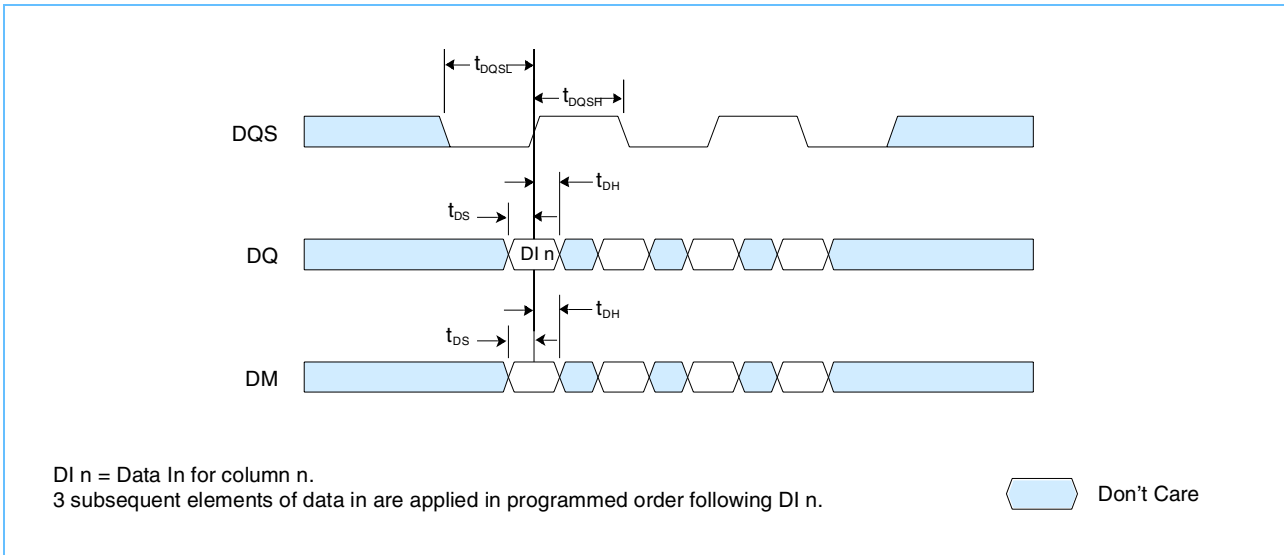 tDQSL
tDQSH
DQS
tDH
tDS
DQ
DI n
tDH
tDS
DM
DI n = Data In for column n.
3 subsequent elements of data in are applied in programmed order following DI n.
Don't Care